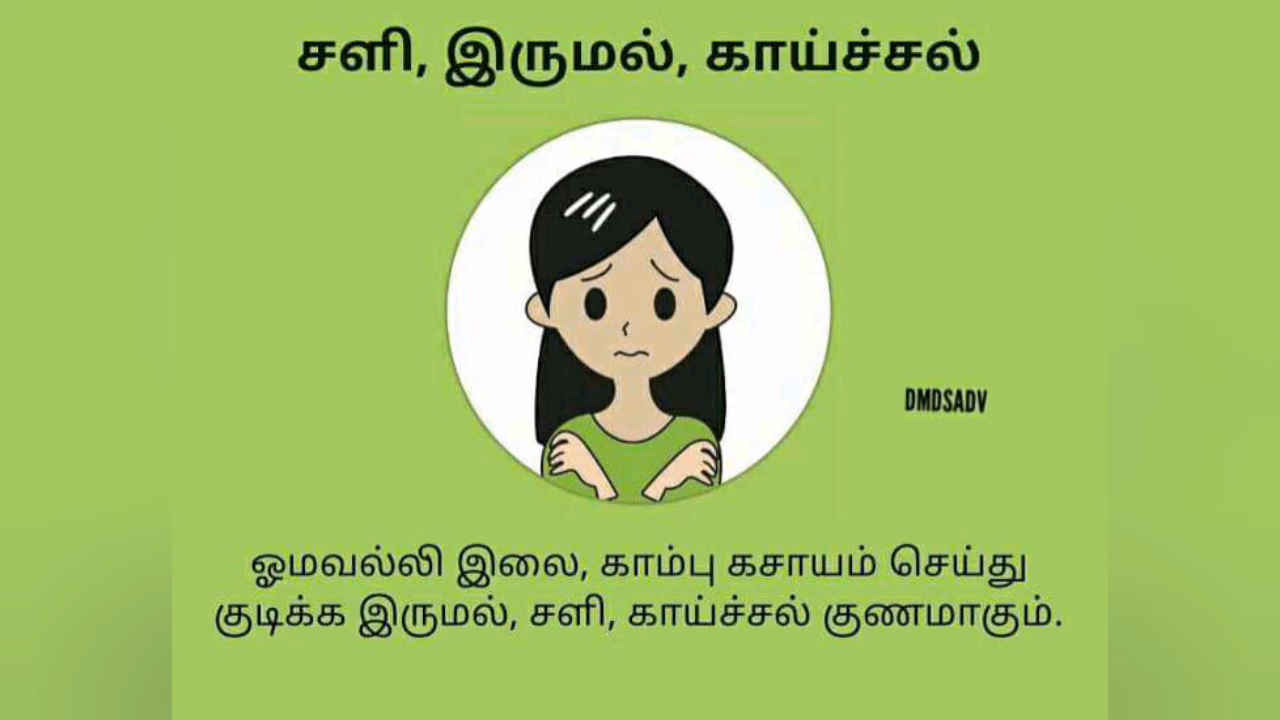 சளி, இருமல், காய்ச்சல்
DMDSADV
ஓமவல்லி இலை, காம்பு கசாயம் செய்து
குடிக்க இருமல், சளி, காய்ச்சல் குணமாகும்.